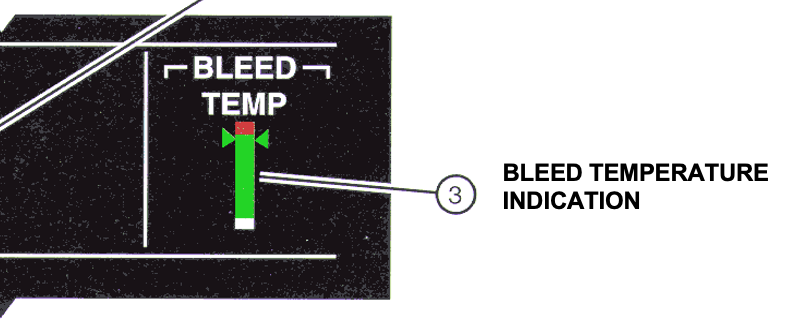 BLEED
TEMP
3
BLEED TEMPERATURE
INDICATION